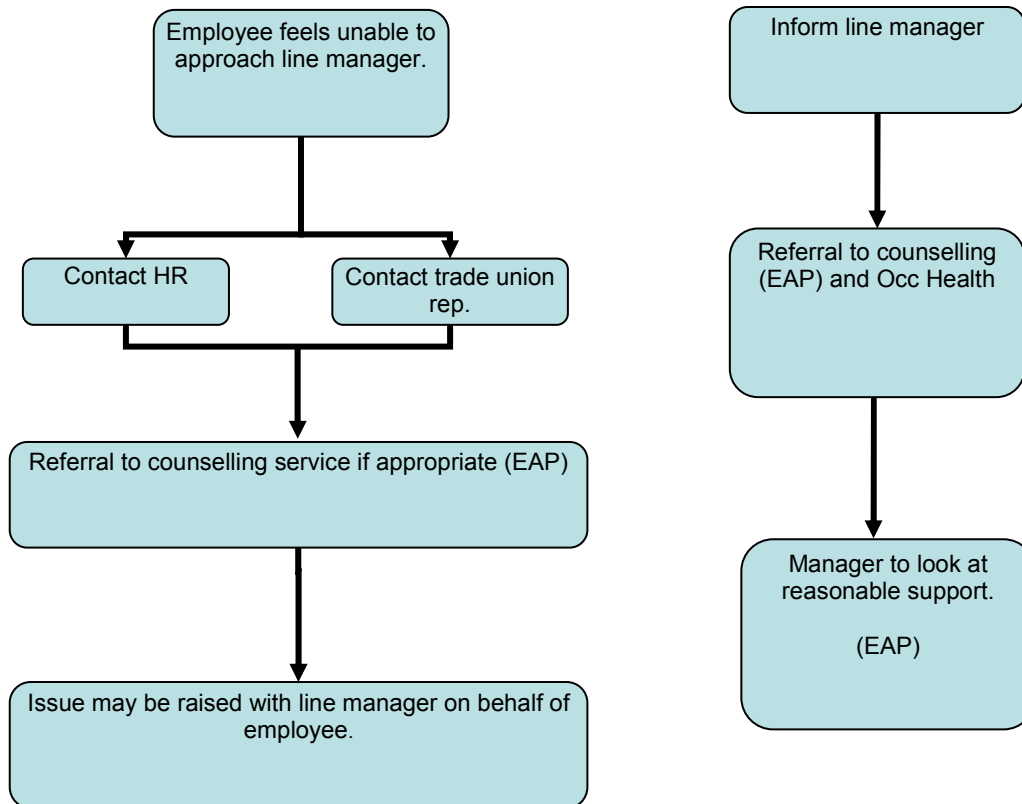 Employee feels unable to
approach line manager.
Contact HR
Contact trade union
rep.
Referral to counselling service if appropriate (EAP)
Issue may be raised with line manager on behalf of
employee.
Inform line manager
Referral to counselling
(EAP) and Occ Health
Manager to look at
reasonable support.
(EAP)